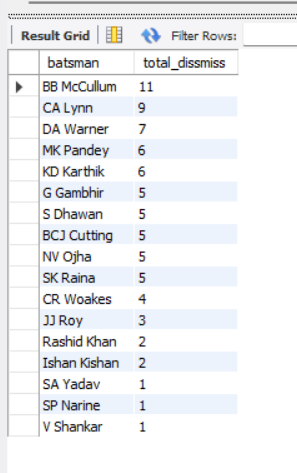 Result Grid Filter Rows:
batsman total_dissmiss
BB McCullum 11
CA Lynn 9
DA Warner 7
MK Pandey 6
KD Karthik 6
G Gambhir 5
S Dhawan 5
BCJ Cutting 5
NV Ojha 5
SK Raina 5
CR Woakes 4
JJ Roy 3
Rashid Khan 2
Ishan Kishan 2
SA Yadav 1
SP Narine 1
V Shankar 1